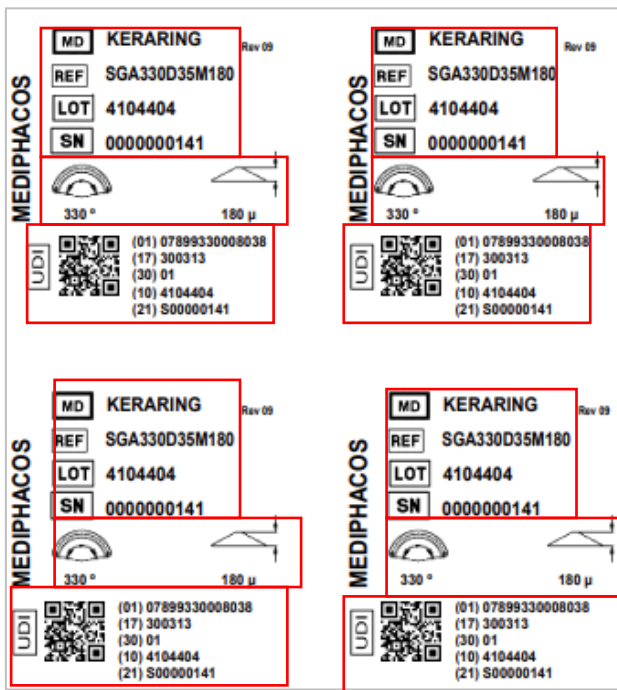 MEDIPHACOS
MD KERARING Rev 09
REF SGA330D35M180
LOT 4104404
SN 0000000141
330 º 180 µ
UDI
(01) 07899330008038
(17) 300313
(30) 01
(10) 4104404
(21) S00000141
MEDIPHACOS
MD KERARING Rev 09
REF SGA330D35M180
LOT 4104404
SN 0000000141
330 º 180 µ
UDI
(01) 07899330008038
(17) 300313
(30) 01
(10) 4104404
(21) S00000141
MEDIPHACOS
MD KERARING Rev 09
REF SGA330D35M180
LOT 4104404
SN 0000000141
330 º 180 µ
UDI
(01) 07899330008038
(17) 300313
(30) 01
(10) 4104404
(21) S00000141
MEDIPHACOS
MD KERARING Rev 09
REF SGA330D35M180
LOT 4104404
SN 0000000141
330 º 180 µ
UDI
(01) 07899330008038
(17) 300313
(30) 01
(10) 4104404
(21) S00000141